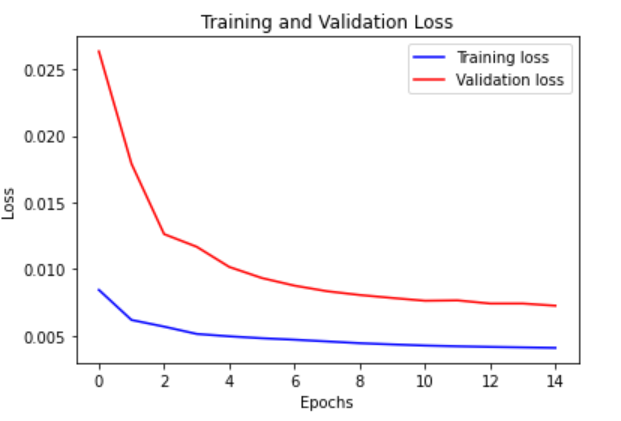 Training and Validation Loss
Training loss
Validation loss
0.025
0.020
0.015
0.010
0.005
Loss
0 2 4 6 8 10 12 14
Epochs